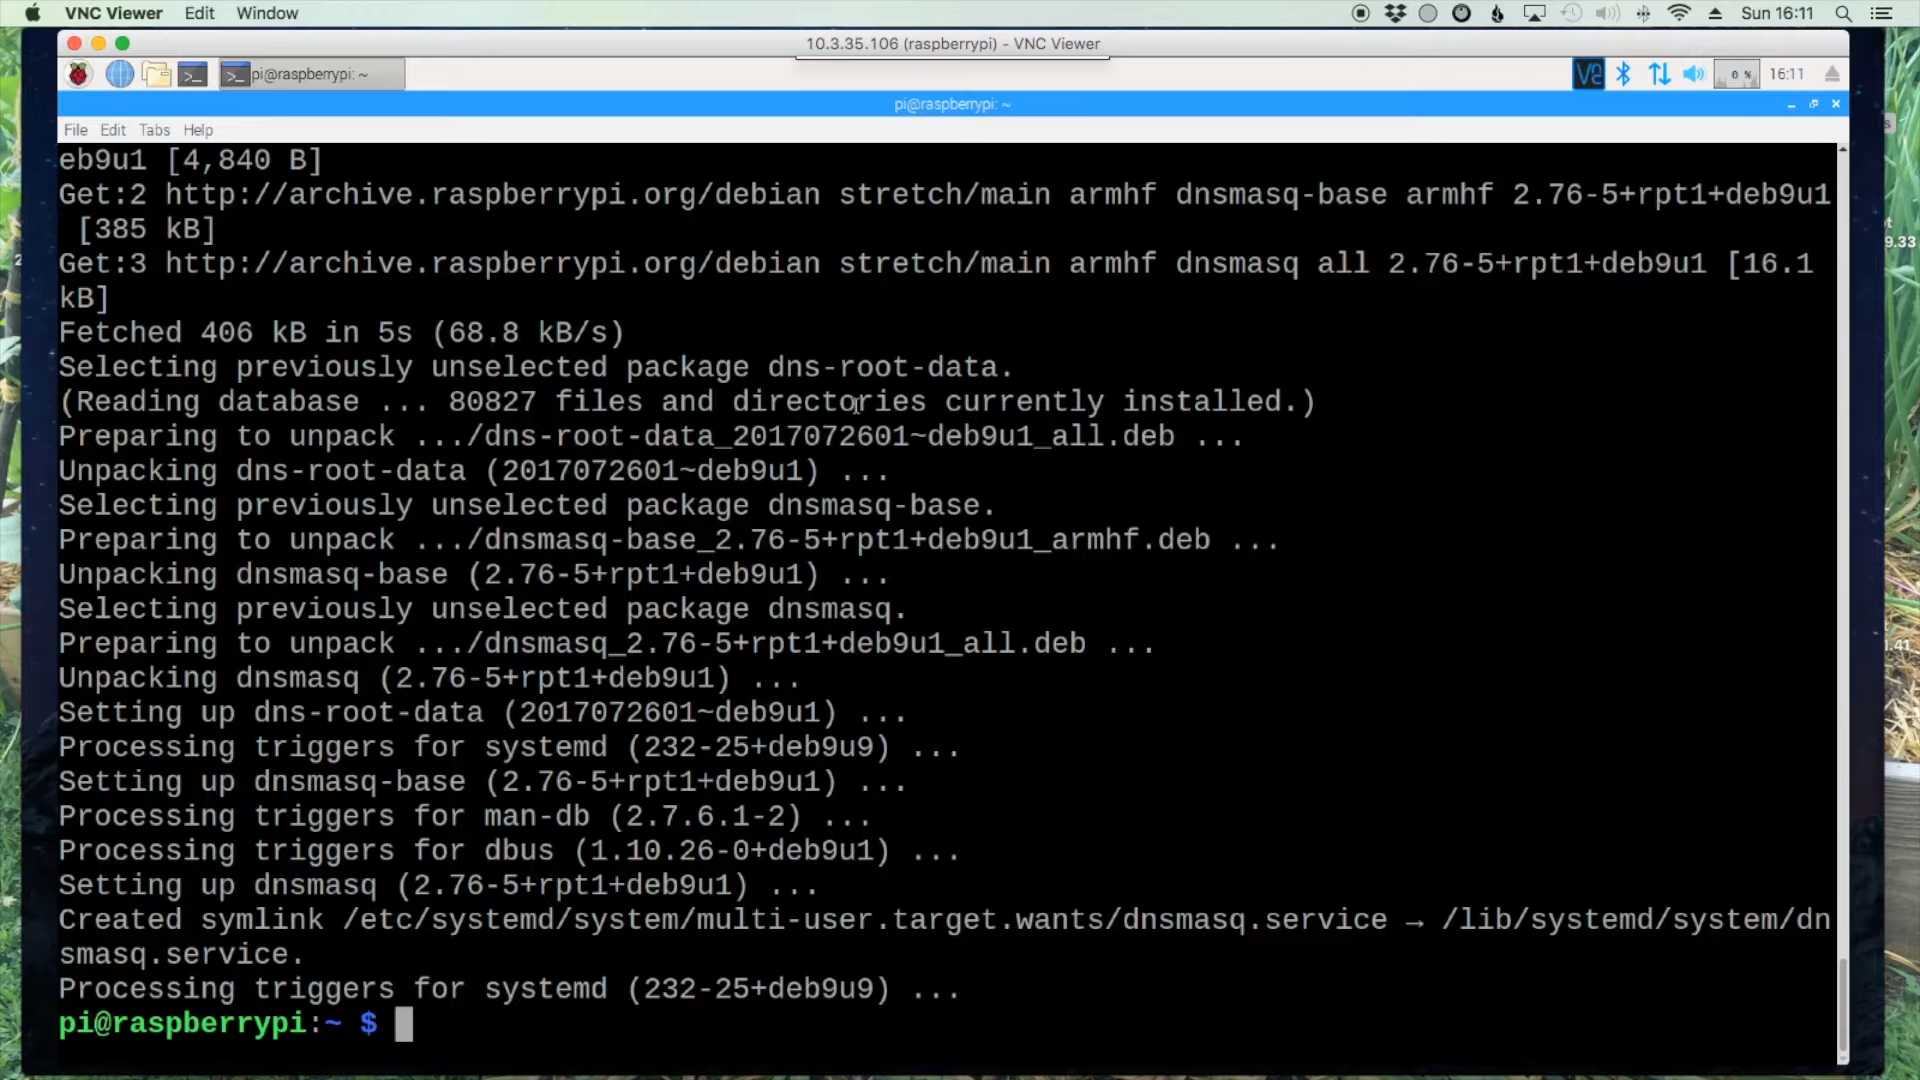 VNC Viewer Edit Window Sun 16:11
10.3.35.106 (raspberrypi) - VNC Viewer
pi@raspberrypi: ~ 0 % 16:11
pi@raspberrypi: ~
File Edit Tabs Help
eb9u1 [4,840 B]
Get:2 http://archive.raspberrypi.org/debian stretch/main armhf dnsmasq-base armhf 2.76-5+rpt1+deb9u1
[385 kB]
Get:3 http://archive.raspberrypi.org/debian stretch/main armhf dnsmasq all 2.76-5+rpt1+deb9u1 [16.1
kB]
Fetched 406 kB in 5s (68.8 kB/s)
Selecting previously unselected package dns-root-data.
(Reading database ... 80827 files and directories currently installed.)
Preparing to unpack .../dns-root-data_2017072601~deb9u1_all.deb ...
Unpacking dns-root-data (2017072601~deb9u1) ...
Selecting previously unselected package dnsmasq-base.
Preparing to unpack .../dnsmasq-base_2.76-5+rpt1+deb9u1_armhf.deb ...
Unpacking dnsmasq-base (2.76-5+rpt1+deb9u1) ...
Selecting previously unselected package dnsmasq.
Preparing to unpack .../dnsmasq_2.76-5+rpt1+deb9u1_all.deb ...
Unpacking dnsmasq (2.76-5+rpt1+deb9u1) ...
Setting up dns-root-data (2017072601~deb9u1) ...
Processing triggers for systemd (232-25+deb9u9) ...
Setting up dnsmasq-base (2.76-5+rpt1+deb9u1) ...
Processing triggers for man-db (2.7.6.1-2) ...
Processing triggers for dbus (1.10.26-0+deb9u1) ...
Setting up dnsmasq (2.76-5+rpt1+deb9u1) ...
Created symlink /etc/systemd/system/multi-user.target.wants/dnsmasq.service → /lib/systemd/system/dn
smasq.service.
Processing triggers for systemd (232-25+deb9u9) ...
pi@raspberrypi:~ $